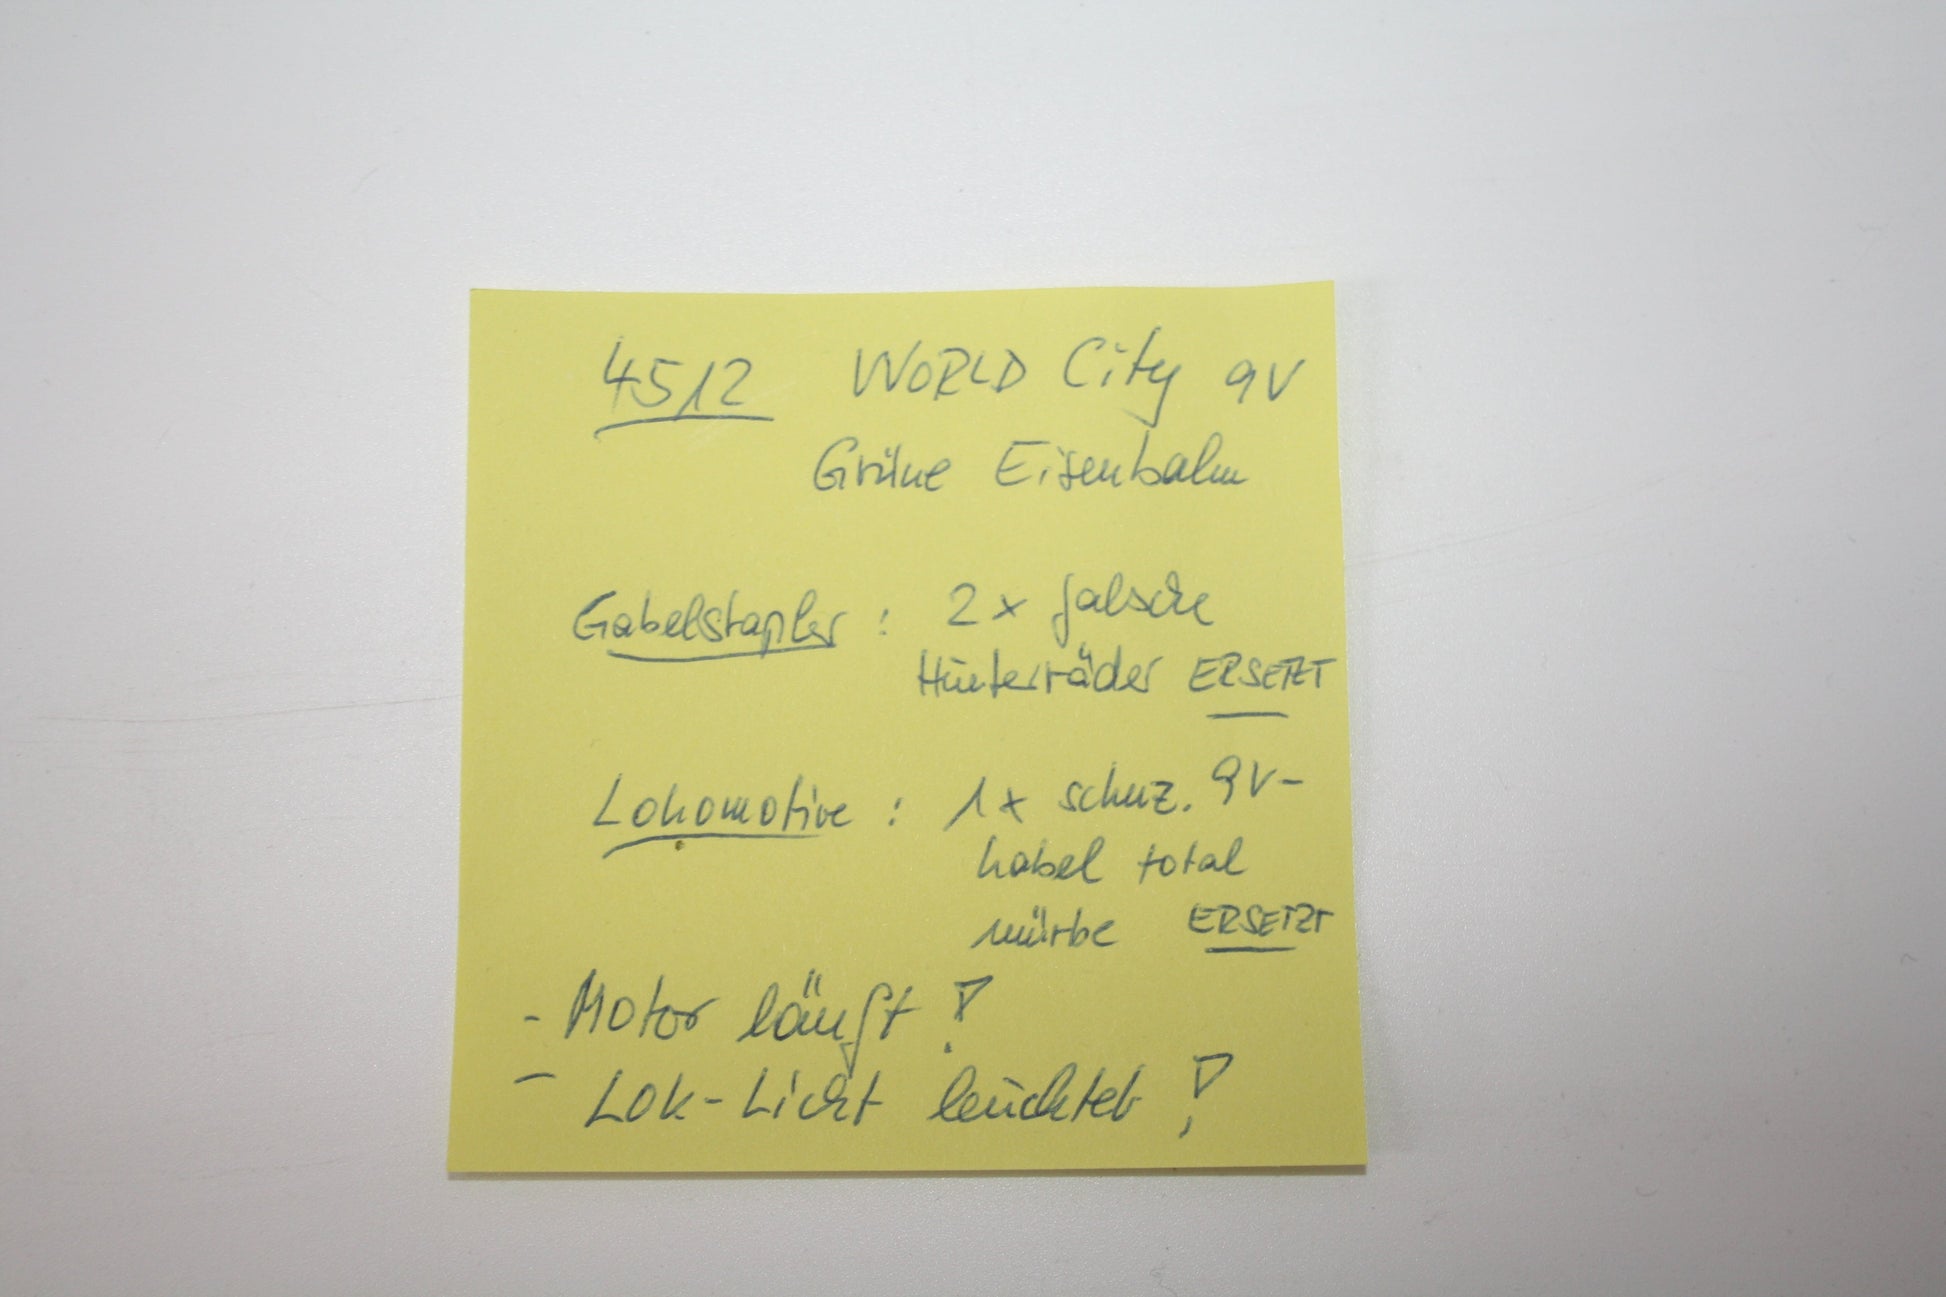 4512 WORLD City 9V
Grüne Eisenbahn
Gabelstapler : 2x falsche
Hinterräder ERSETZT
Lokomotive : 1x schwz. 9V-
kabel total
mürbe ERSETZT
- Motor läuft !
- Lok-Licht leuchtet !